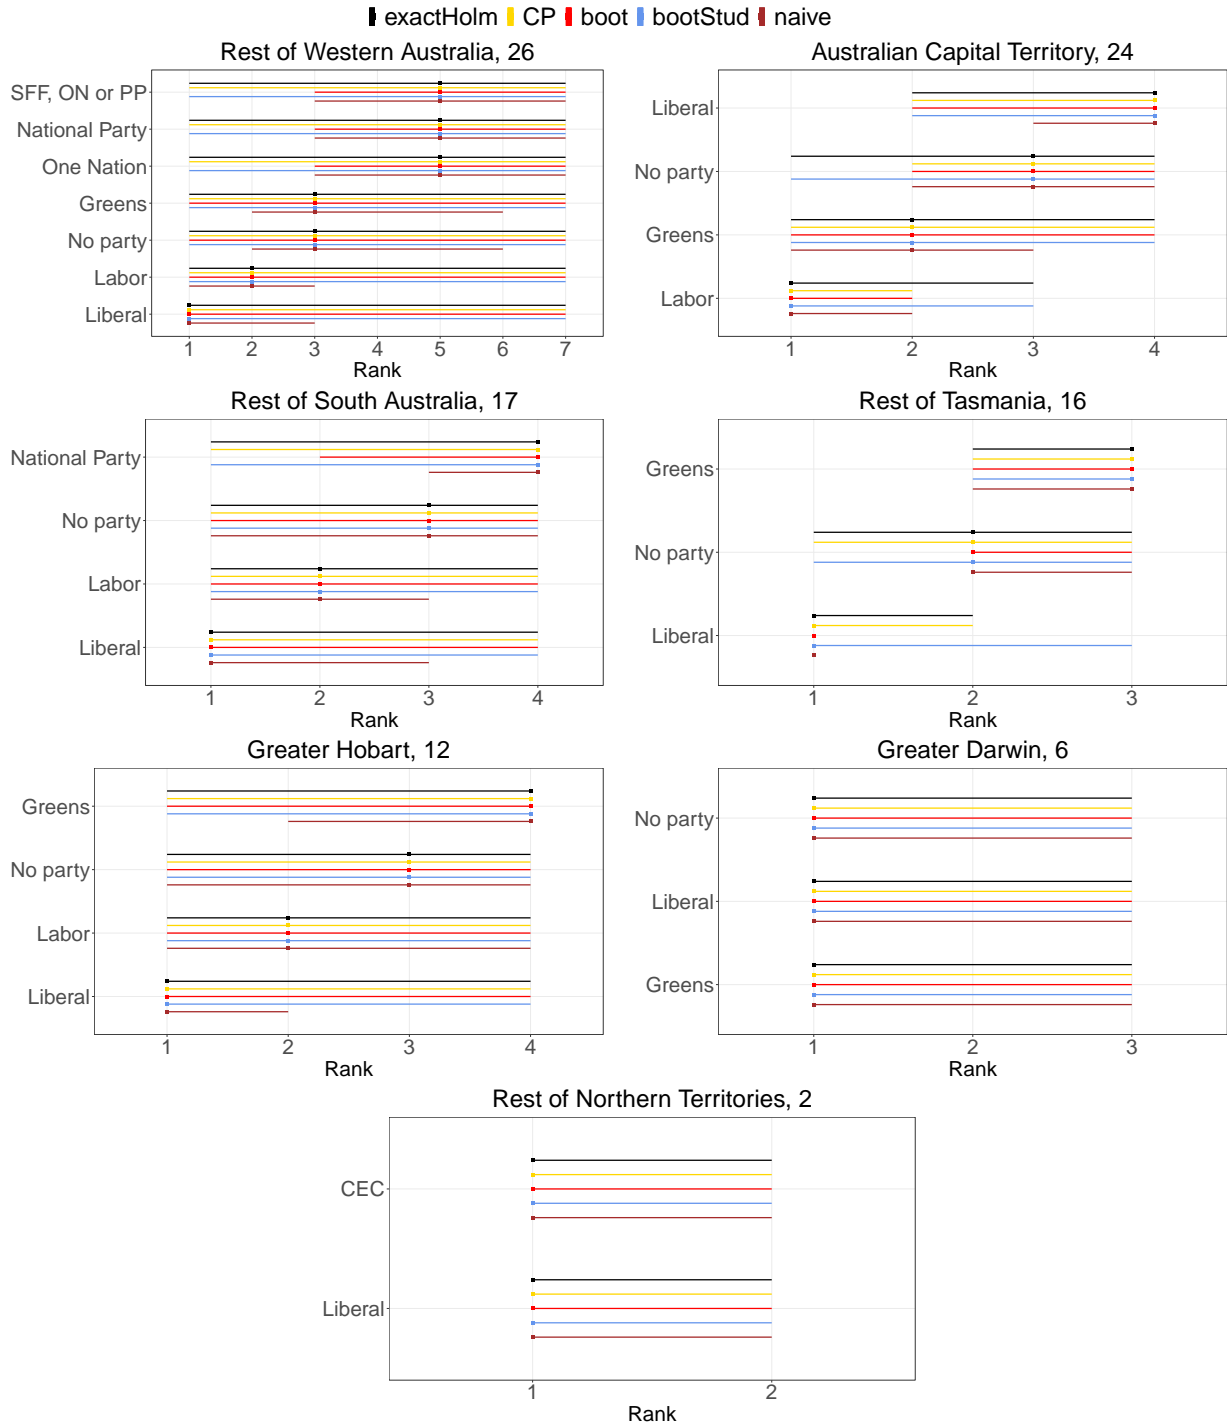 exactHolm CP boot bootStud naive
Rest of Western Australia, 26
SFF, ON or PP
National Party
One Nation
Greens
No party
Labor
Liberal
1 2 3 4 5 6 7
Rank
Australian Capital Territory, 24
Liberal
No party
Greens
Labor
1 2 3 4
Rank
Rest of South Australia, 17
National Party
No party
Labor
Liberal
1 2 3 4
Rank
Rest of Tasmania, 16
Greens
No party
Liberal
1 2 3
Rank
Greater Hobart, 12
Greens
No party
Labor
Liberal
1 2 3 4
Rank
Greater Darwin, 6
No party
Liberal
Greens
1 2 3
Rank
Rest of Northern Territories, 2
CEC
Liberal
1 2
Rank